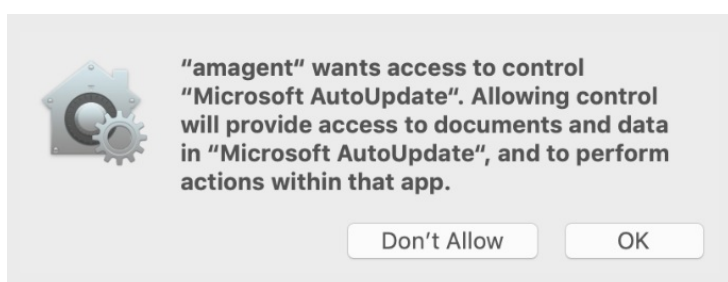 “amagent“ wants access to control
“Microsoft AutoUpdate“. Allowing control
will provide access to documents and data
in “Microsoft AutoUpdate“, and to perform
actions within that app.
Don’t Allow
OK